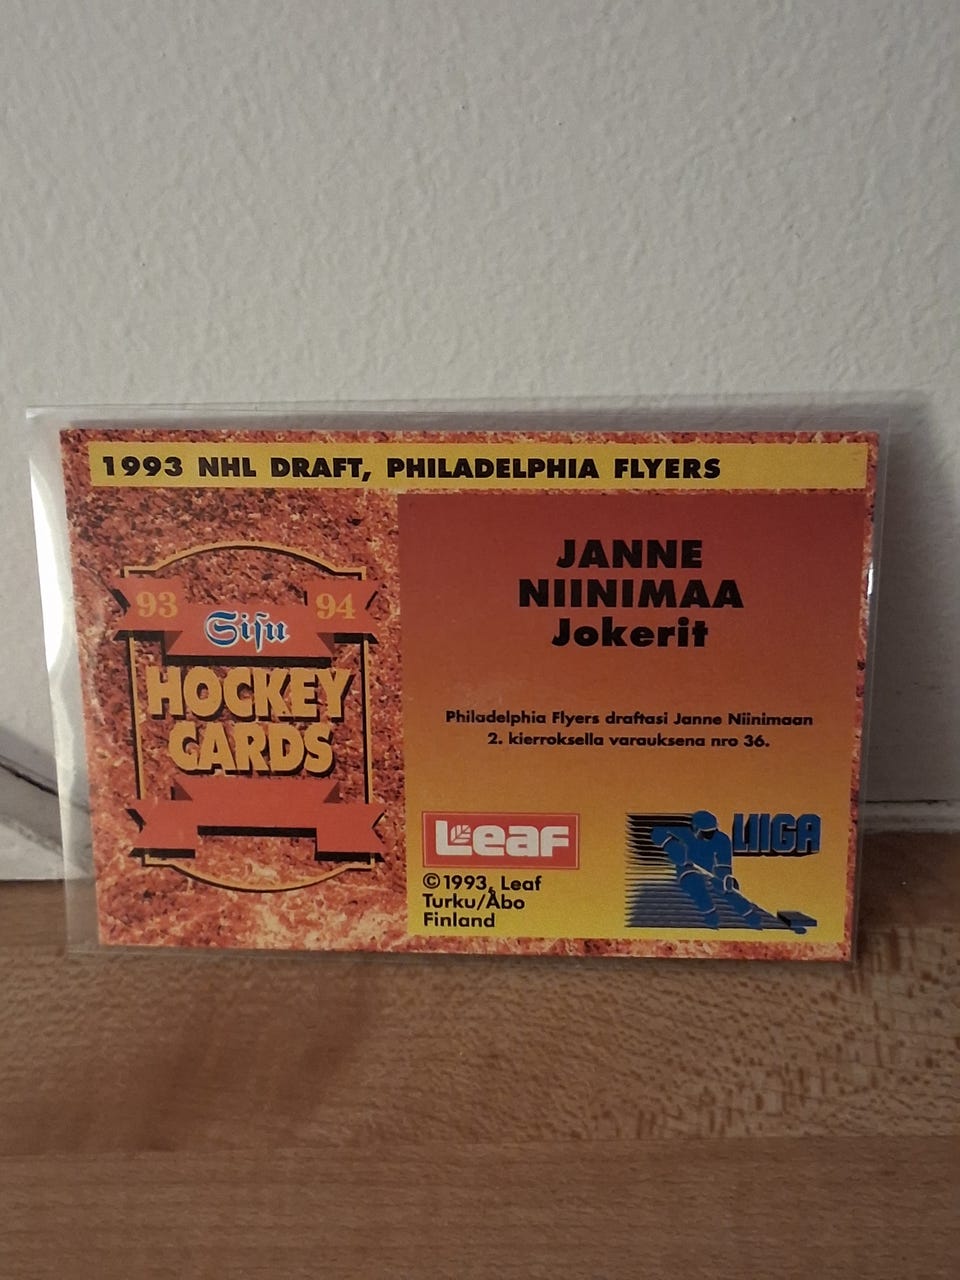 1993 NHL DRAFT, PHILADELPHIA FLYERS
93 94
Sisu
HOCKEY
CARDS
JANNE
NIINIMAA
Jokerit
Philadelphia Flyers draftasi Janne Niinimaan
2. kierroksella varauksena nro 36.
Leaf
©1993, Leaf
Turku/Åbo
Finland
LIIGA